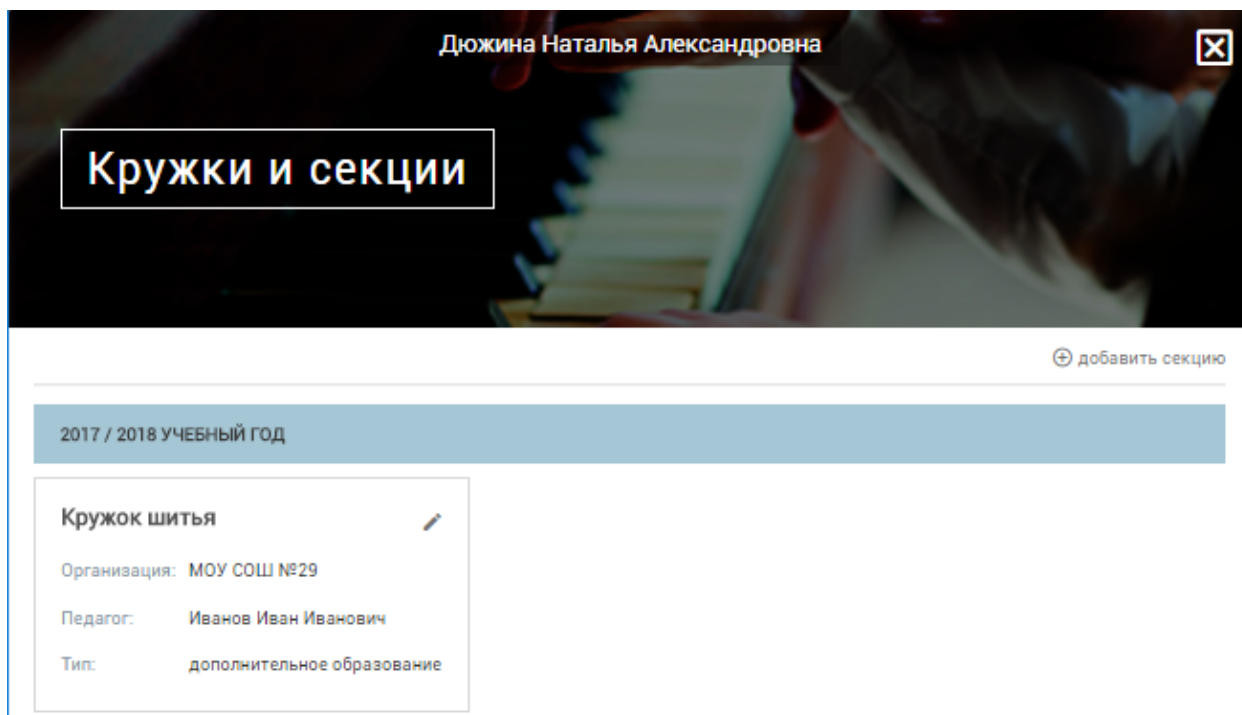 Дюжина Наталья Александровна
Кружки и секции
добавить секцию
2017 / 2018 УЧЕБНЫЙ ГОД
Кружок шитья
Организация: МОУ СОШ №29
Педагог: Иванов Иван Иванович
Тип: дополнительное образование